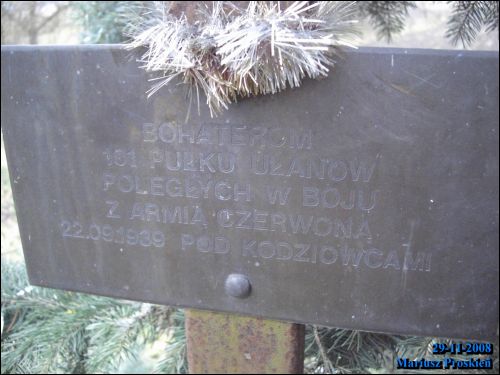 BOHATEROM
101 PUŁKU UŁANÓW
POLEGŁYCH W BOJU
Z ARMIĄ CZERWONĄ
22.09.1939 POD KODZIOWCAMI
29-11-2008
Mariusz Proskień